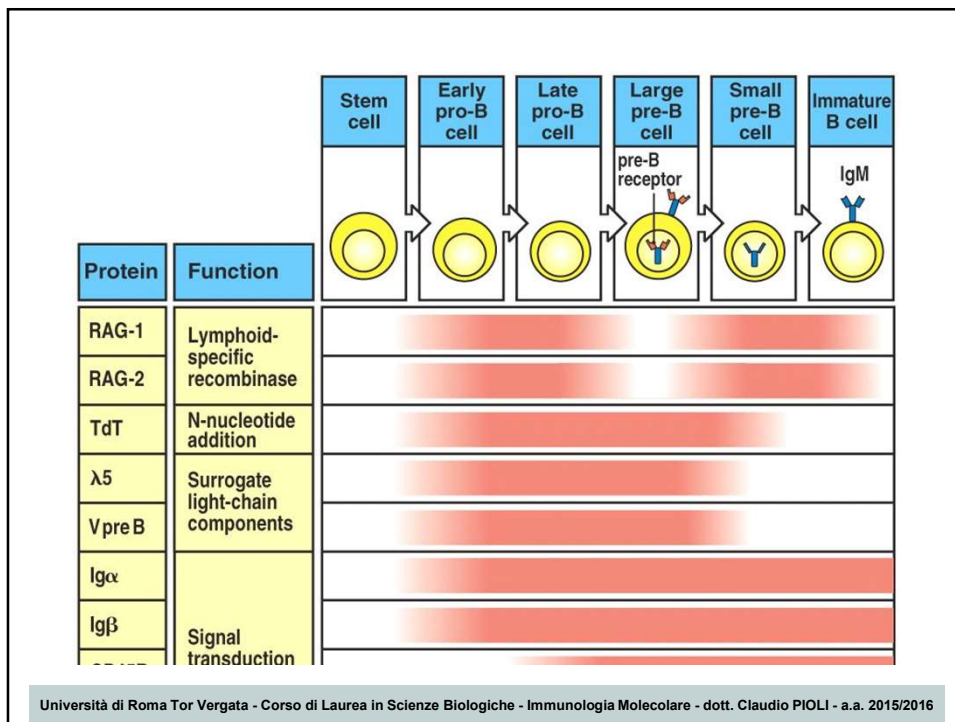 Stem
cell
Early
pro-B
cell
Late
pro-B
cell
Large
pre-B
cell
Small
pre-B
cell
Immature
B cell
pre-B
receptor
IgM
Protein
Function
RAG-1
Lymphoid-
specific
recombinase
RAG-2
TdT
N-nucleotide
addition
λ5
Surrogate
light-chain
components
VpreB
Igα
Igβ
Signal
transduction
Università di Roma Tor Vergata - Corso di Laurea in Scienze Biologiche - Immunologia Molecolare - dott. Claudio PIOLI - a.a. 2015/2016